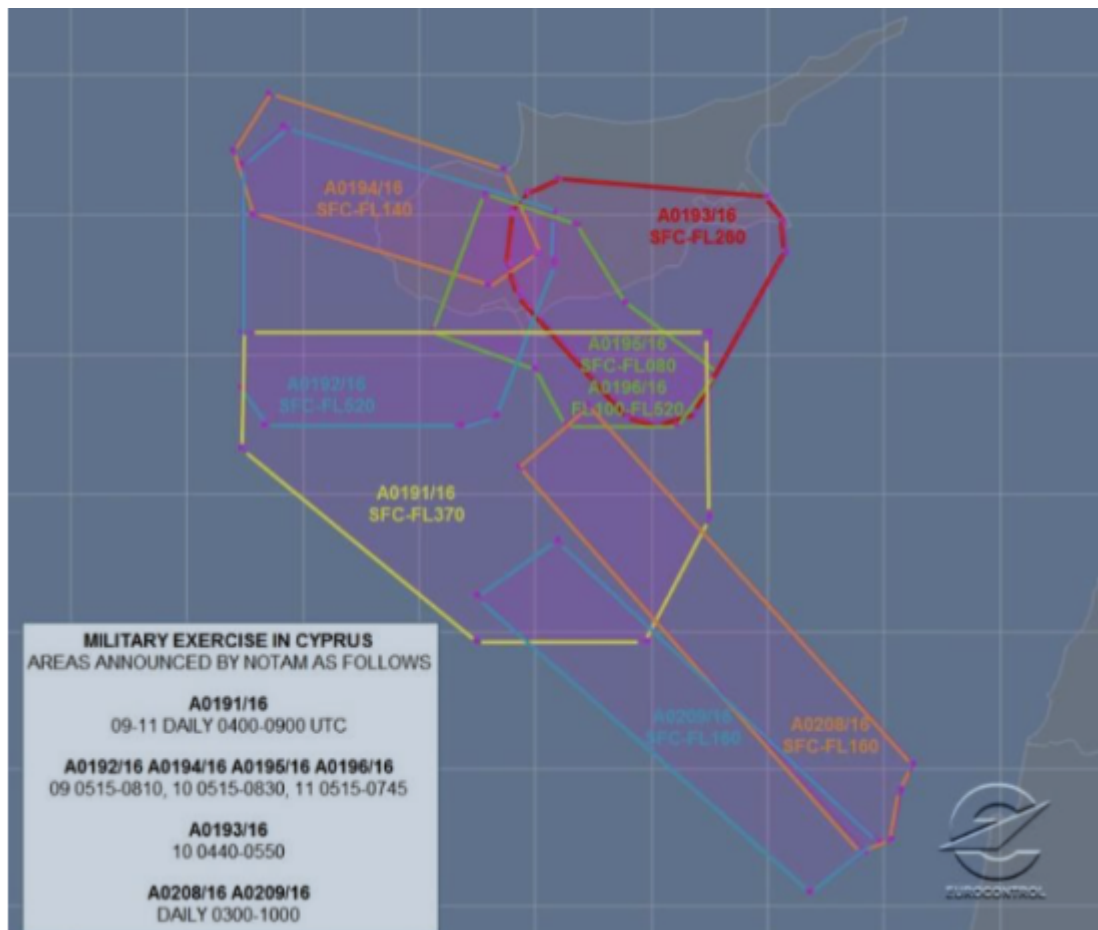 A0194/16
SFC-FL140
A0193/16
SFC-FL260
A0195/16
SFC-FL080
A0196/16
FL100-FL520
A0192/16
SFC-FL520
A0191/16
SFC-FL370
A0209/16
SFC-FL160
A0208/16
SFC-FL160
MILITARY EXERCISE IN CYPRUS
AREAS ANNOUNCED BY NOTAM AS FOLLOWS
A0191/16
09-11 DAILY 0400-0900 UTC
A0192/16 A0194/16 A0195/16 A0196/16
09 0515-0810, 10 0515-0830, 11 0515-0745
A0193/16
10 0440-0550
A0208/16 A0209/16
DAILY 0300-1000
EUROCONTROL